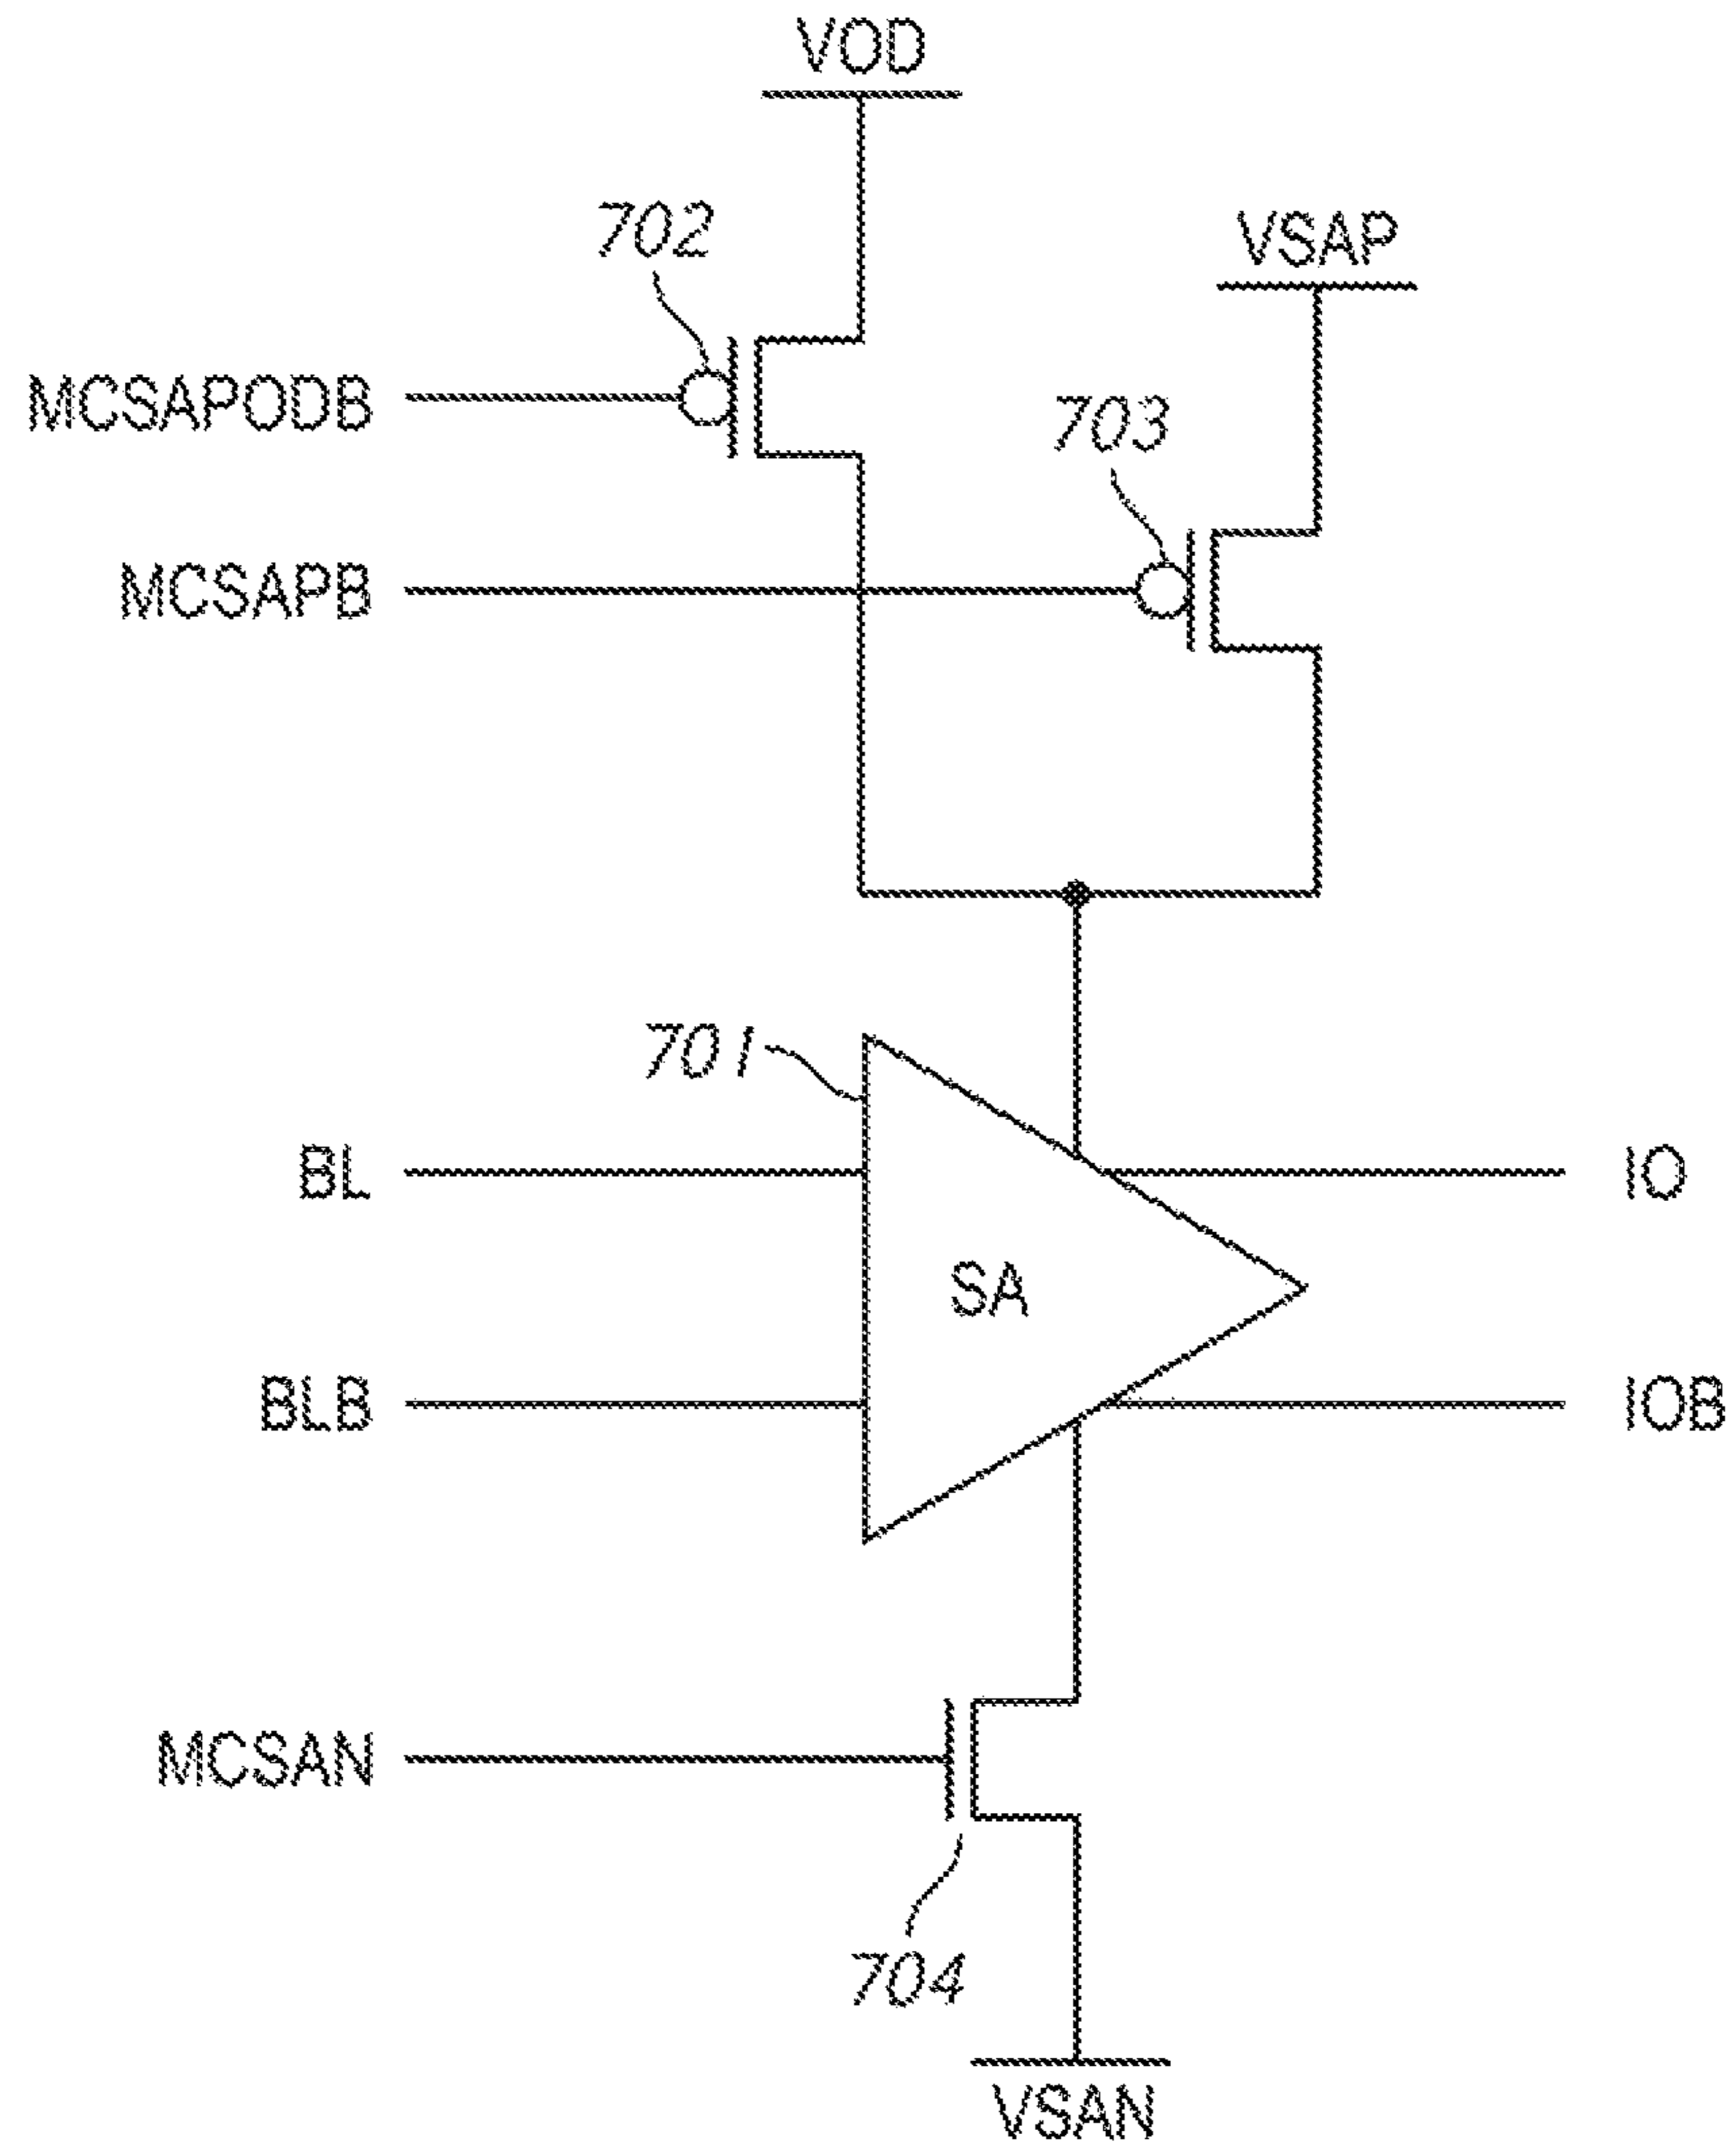 VOD
702
VSAP
MCSAPODB
703
MCSAPB
701
BL
IO
SA
BLB
IOB
MCSAN
704
VSAN